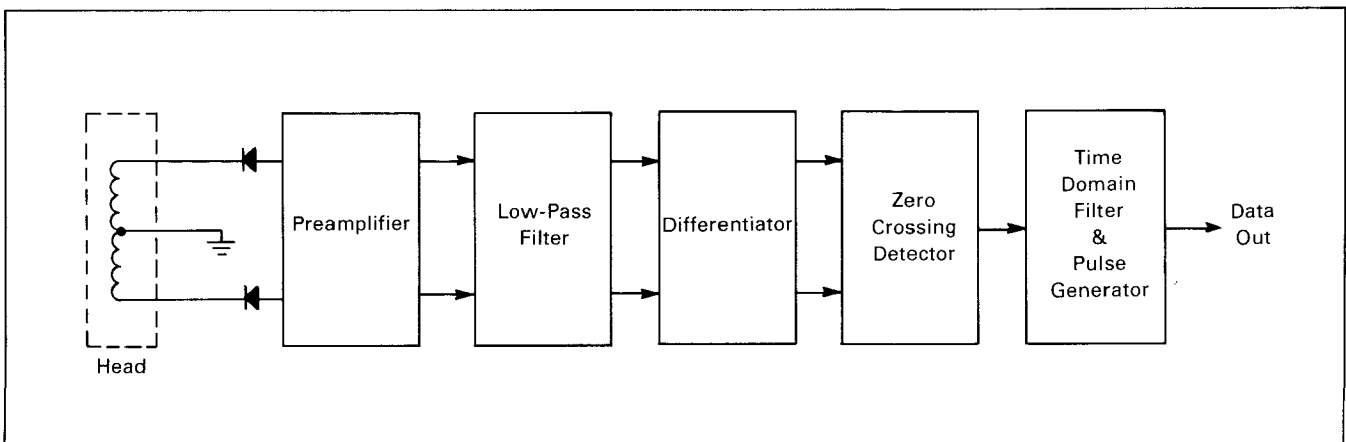 Head
Preamplifier
Low-Pass
Filter
Differentiator
Zero
Crossing
Detector
Time
Domain
Filter
&
Pulse
Generator
Data
Out